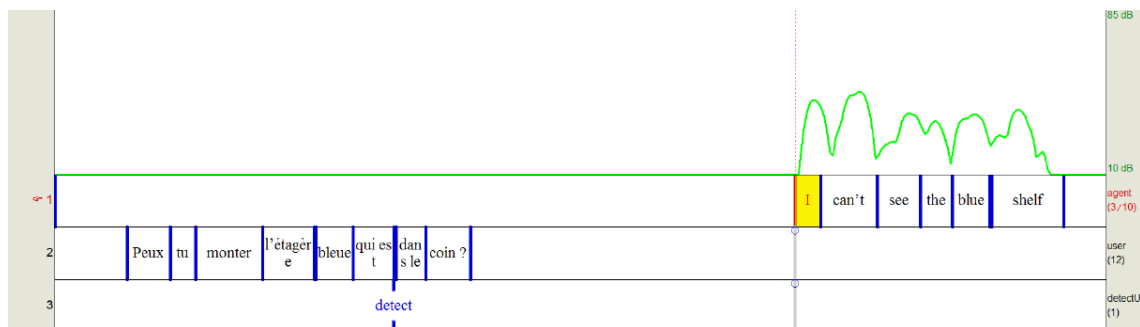 85 dB
10 dB
1 I can't see the blue shelf agent (3/10)
2 Peux tu monter l'étagèr e bleue qui es t dan s le coin ? user (12)
3 detect detectU (1)